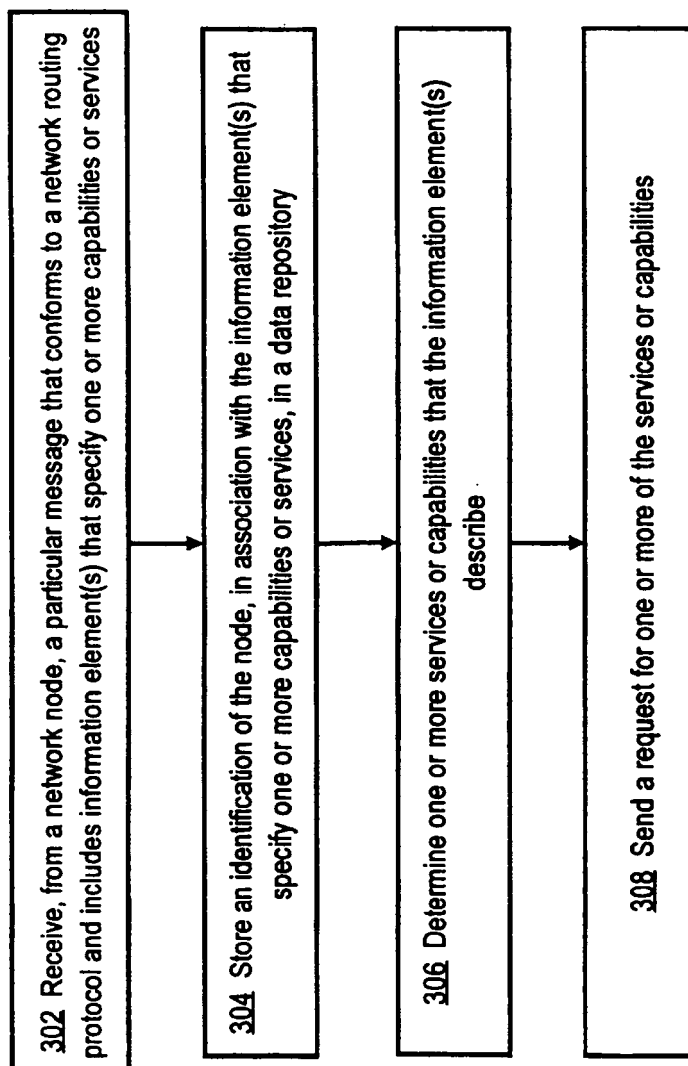 302 Receive, from a network node, a particular message that conforms to a network routing
protocol and includes information element(s) that specify one or more capabilities or services
304 Store an identification of the node, in association with the information element(s) that
specify one or more capabilities or services, in a data repository
306 Determine one or more services or capabilities that the information element(s)
describe
308 Send a request for one or more of the services or capabilities